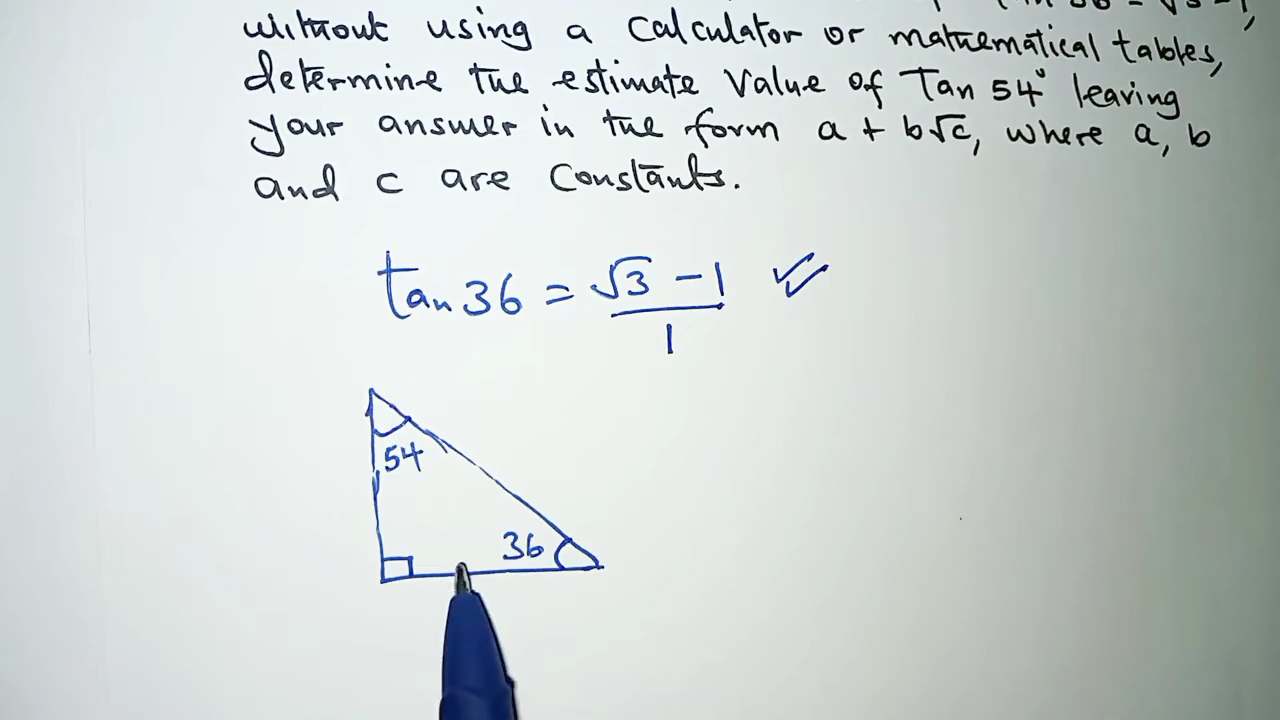 without using a calculator or mathematical tables,
determine the estimate value of Tan 54° leaving
your answer in the form a + b√c, where a, b
and c are constants.
tan 36 = √3 - 1
1
54
36